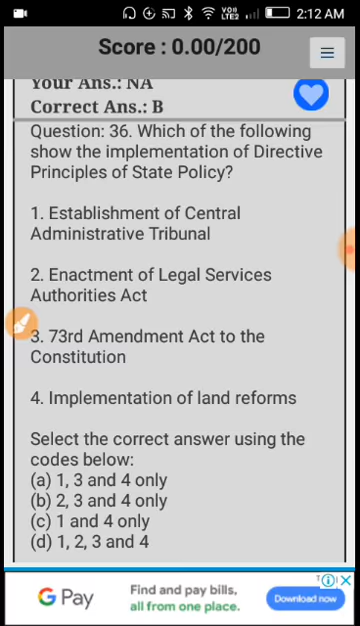 VoB
LTE2
2:12 AM
Score : 0.00/200
Your Ans.: NA
Correct Ans.: B
Question: 36. Which of the following
show the implementation of Directive
Principles of State Policy?
1. Establishment of Central
Administrative Tribunal
2. Enactment of Legal Services
Authorities Act
3. 73rd Amendment Act to the
Constitution
4. Implementation of land reforms
Select the correct answer using the
codes below:
(a) 1, 3 and 4 only
(b) 2, 3 and 4 only
(c) 1 and 4 only
(d) 1, 2, 3 and 4
G Pay
Find and pay bills,
all from one place.
Download now